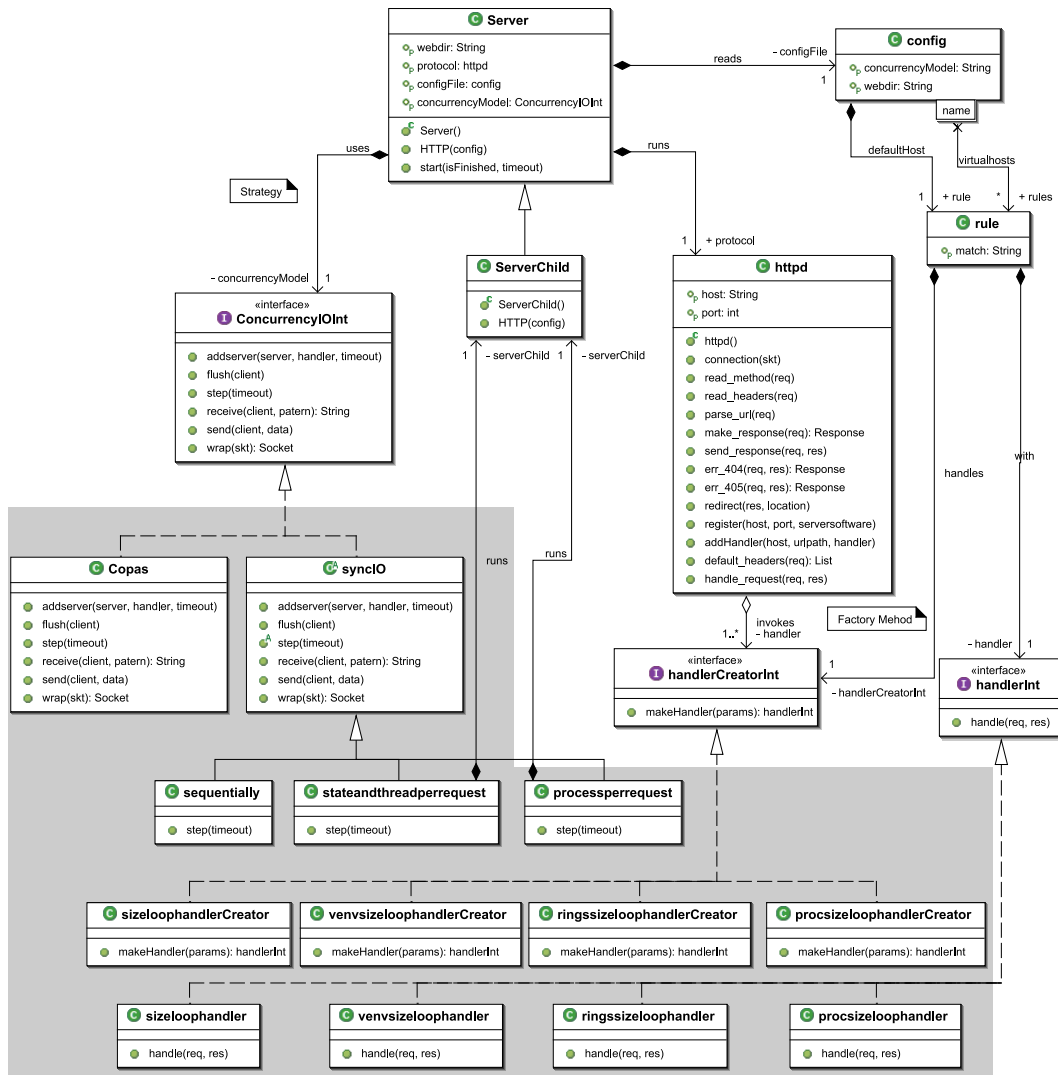 C Server
webdir: String
protocol: httpd
configFile: config
concurrencyModel: ConcurrencyIOInt
Server()
HTTP(config)
start(isFinished, timeout)
reads
- configFile
1
C config
concurrencyModel: String
webdir: String
name
defaultHost
virtualhosts
1
+ rule
*
+ rules
C rule
match: String
uses
Strategy
- concurrencyModel
1
runs
1
+ protocol
C ServerChild
ServerChild()
HTTP(config)
1
- serverChild
1
- serverChild
«interface»
I ConcurrencyIOInt
addserver(server, handler, timeout)
flush(client)
step(timeout)
receive(client, patern): String
send(client, data)
wrap(skt): Socket
C httpd
host: String
port: int
httpd()
connection(skt)
read_method(req)
read_headers(req)
parse_url(req)
make_response(req): Response
send_response(req, res)
err_404(req, res): Response
err_405(req, res): Response
redirect(res, location)
register(host, port, serversoftware)
addHandler(host, urlpath, handler)
default_headers(req): List
handle_request(req, res)
handles
with
runs
runs
C Copas
addserver(server, handler, timeout)
flush(client)
step(timeout)
receive(client, patern): String
send(client, data)
wrap(skt): Socket
C syncIO
addserver(server, handler, timeout)
flush(client)
step(timeout)
receive(client, patern): String
send(client, data)
wrap(skt): Socket
invokes
1..*
- handler
Factory Mehod
«interface»
I handlerCreatorInt
makeHandler(params): handlerInt
1
- handlerCreatorInt
- handler
1
«interface»
I handlerInt
handle(req, res)
C sequentially
step(timeout)
C stateandthreadperrequest
step(timeout)
C processperrequest
step(timeout)
C sizeloophandlerCreator
makeHandler(params): handlerInt
C venvsizeloophandlerCreator
makeHandler(params): handlerInt
C ringssizeloophandlerCreator
makeHandler(params): handlerInt
C procsizeloophandlerCreator
makeHandler(params): handlerInt
C sizeloophandler
handle(req, res)
C venvsizeloophandler
handle(req, res)
C ringssizeloophandler
handle(req, res)
C procsizeloophandler
handle(req, res)